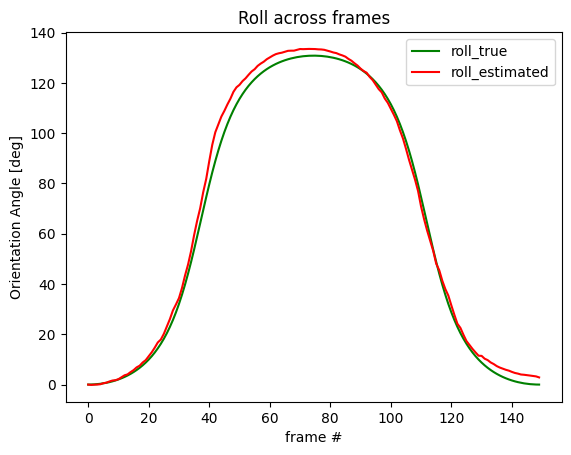 Roll across frames
roll_true
roll_estimated
Orientation Angle [deg]
140
120
100
80
60
40
20
0
0 20 40 60 80 100 120 140
frame #